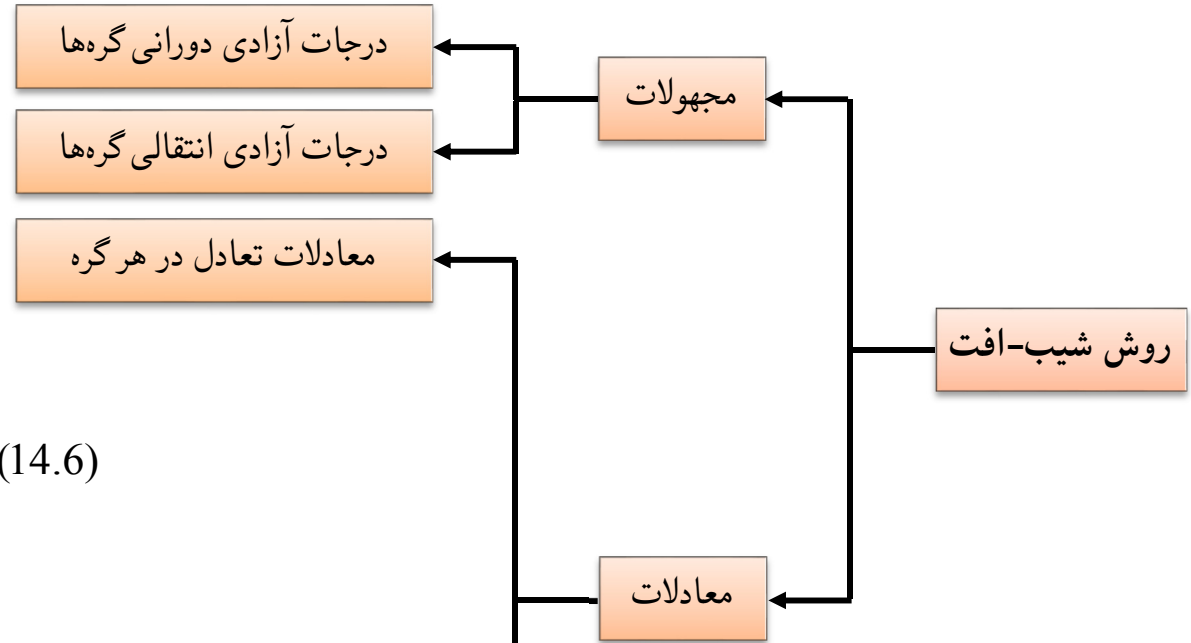 درجات آزادی دورانی گره‌ها
مجهولات
درجات آزادی انتقالی گره‌ها
معادلات تعادل در هر گره
روش شیب-افت
(14.6)
معادلات